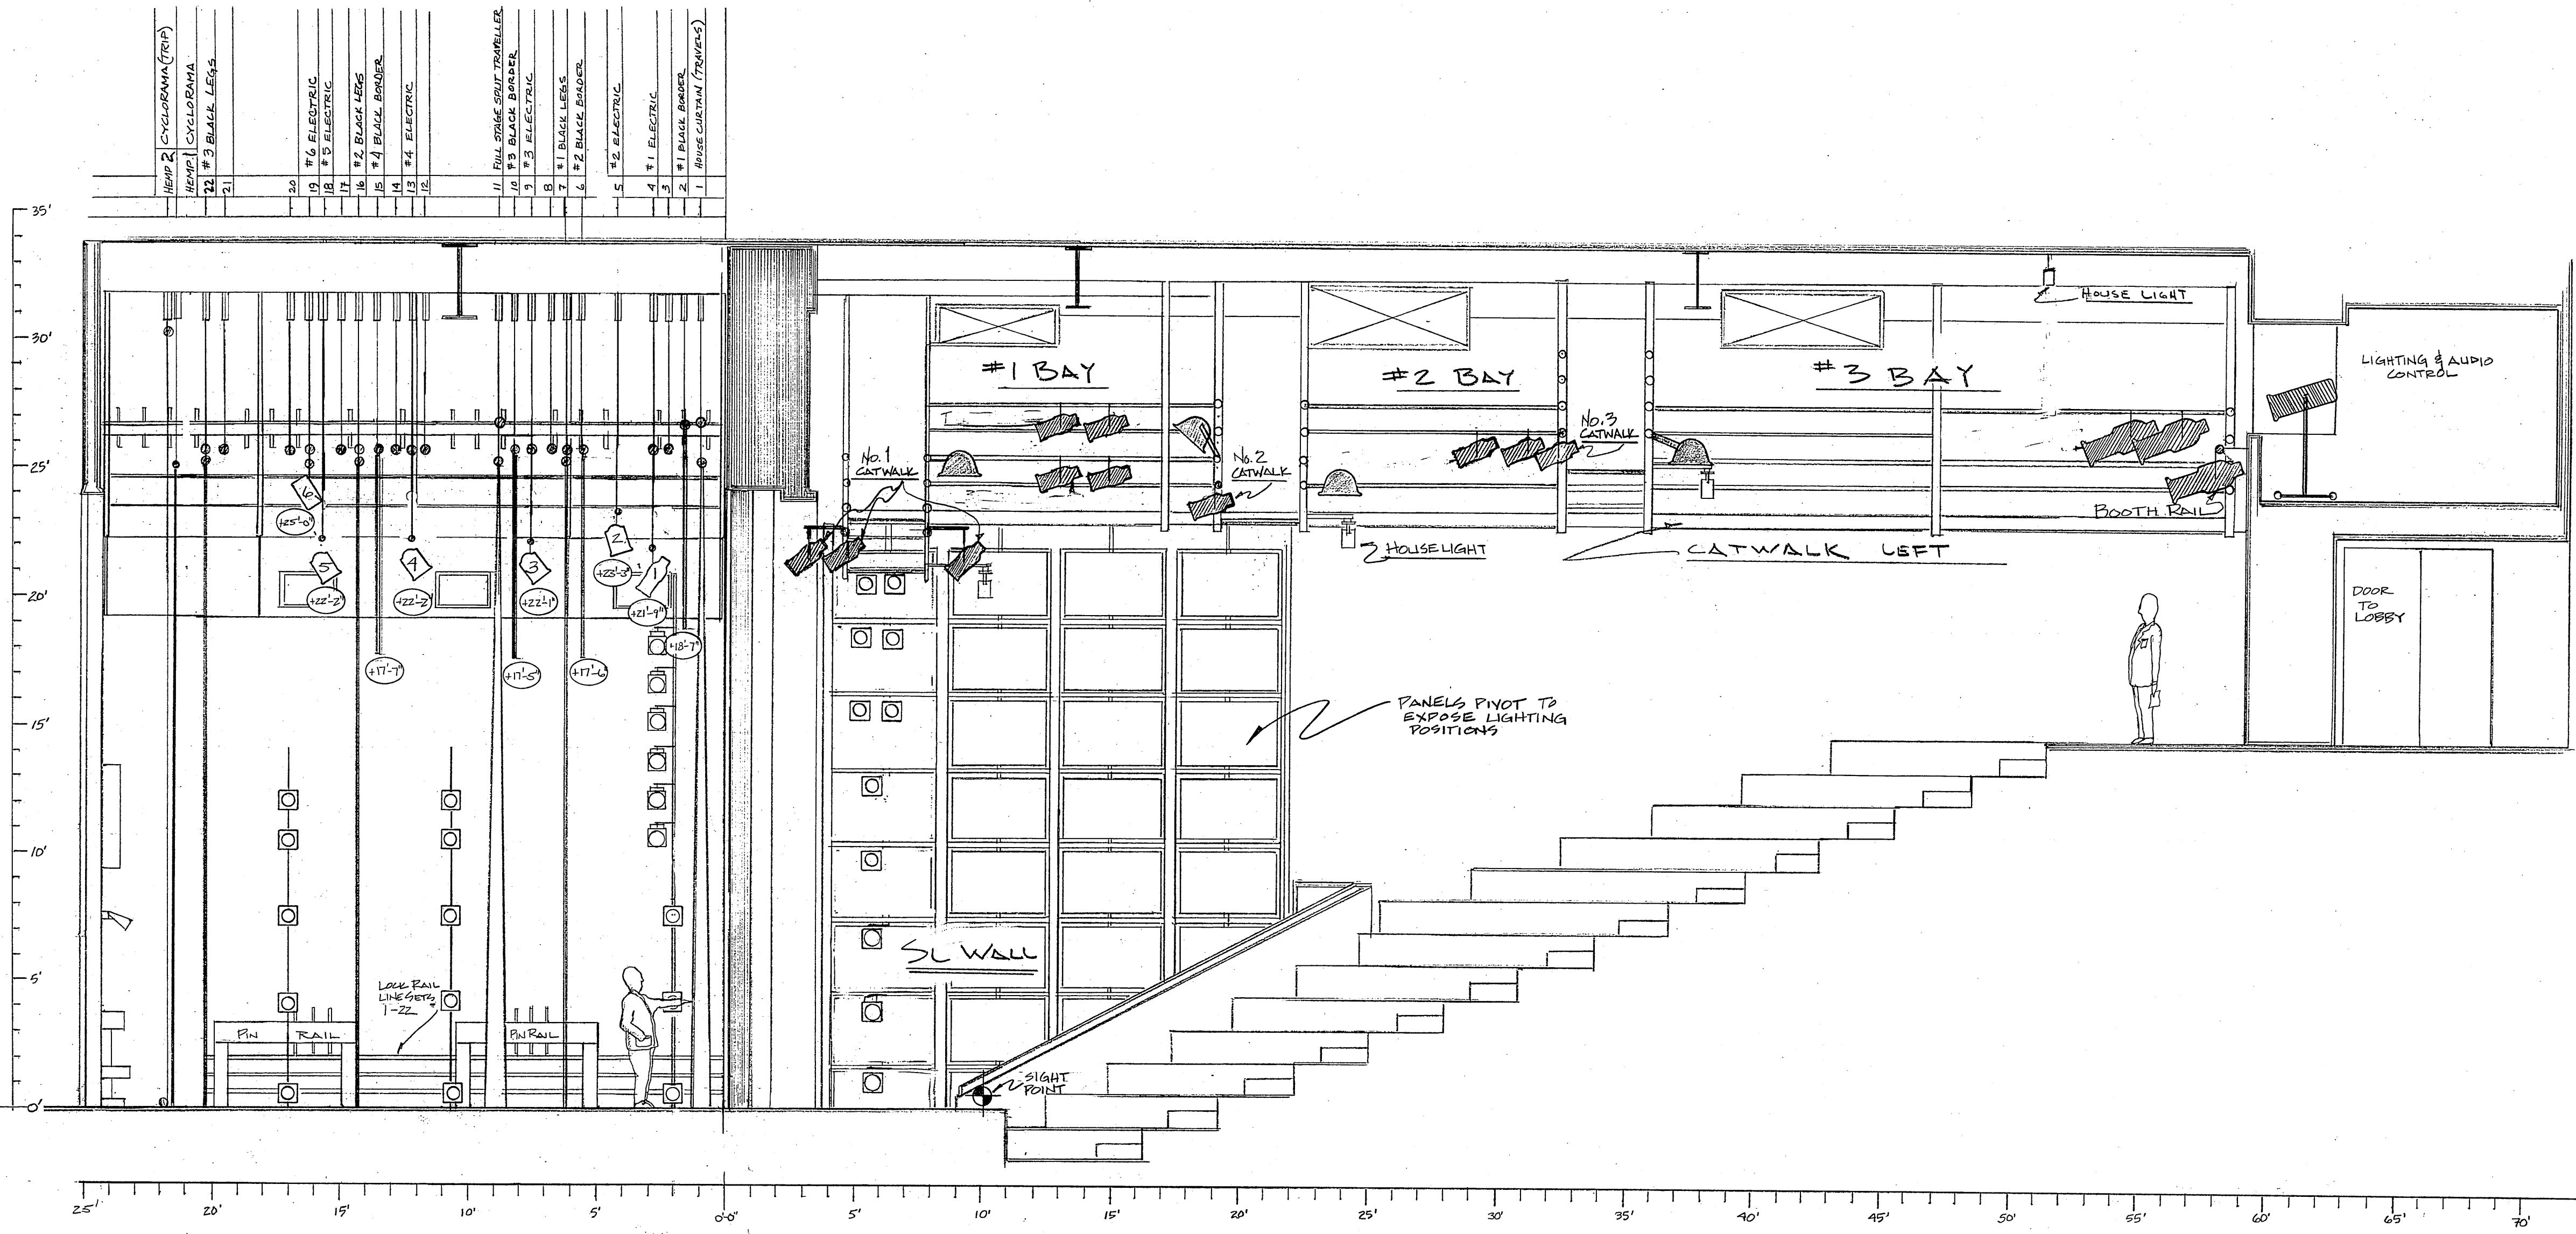 HEMP 2 CYCLORAMA (TRIP)
HEMP 1 CYCLORAMA
22 #3 BLACK LEGS
21
20
19 #6 ELECTRIC
18 #5 ELECTRIC
17
16 #2 BLACK LEGS
15 #4 BLACK BORDER
14
13 #4 ELECTRIC
12
11 FULL STAGE SPLIT TRAVELLER
10 #3 BLACK BORDER
9 #3 ELECTRIC
8
7 #1 BLACK LEGS
6 #2 BLACK BORDER
5 #2 ELECTRIC
4 #1 ELECTRIC
3
2 #1 BLACK BORDER
1 HOUSE CURTAIN (TRAVELS)
35'
30'
25'
20'
15'
10'
5'
0'
HOUSE LIGHT
#1 BAY
#2 BAY
#3 BAY
LIGHTING & AUDIO
CONTROL
No. 1
CATWALK
No. 2
CATWALK
No. 3
CATWALK
BOOTH RAIL
HOUSELIGHT
CATWALK LEFT
6
+25'-0"
5
+22'-2"
4
+22'-2"
3
+22'-1"
2
+23'-3"
1
+21'-9"
+18'-7"
+17'-7"
+17'-5"
+17'-6"
DOOR
TO
LOBBY
PANELS PIVOT TO
EXPOSE LIGHTING
POSITIONS
SL WALL
LOCK RAIL
LINESETS
1-22
PIN RAIL
PIN RAIL
SIGHT
POINT
25' 20' 15' 10' 5' 0'-0" 5' 10' 15' 20' 25' 30' 35' 40' 45' 50' 55' 60' 65' 70'